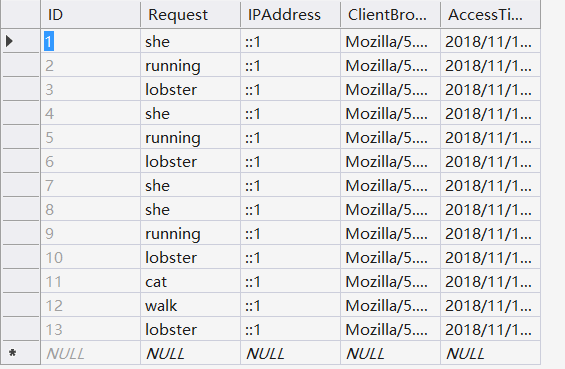 ID Request IPAddress ClientBro... AccessTi...
1 she ::1 Mozilla/5.... 2018/11/1...
2 running ::1 Mozilla/5.... 2018/11/1...
3 lobster ::1 Mozilla/5.... 2018/11/1...
4 she ::1 Mozilla/5.... 2018/11/1...
5 running ::1 Mozilla/5.... 2018/11/1...
6 lobster ::1 Mozilla/5.... 2018/11/1...
7 she ::1 Mozilla/5.... 2018/11/1...
8 she ::1 Mozilla/5.... 2018/11/1...
9 running ::1 Mozilla/5.... 2018/11/1...
10 lobster ::1 Mozilla/5.... 2018/11/1...
11 cat ::1 Mozilla/5.... 2018/11/1...
12 walk ::1 Mozilla/5.... 2018/11/1...
13 lobster ::1 Mozilla/5.... 2018/11/1...
* NULL NULL NULL NULL NULL